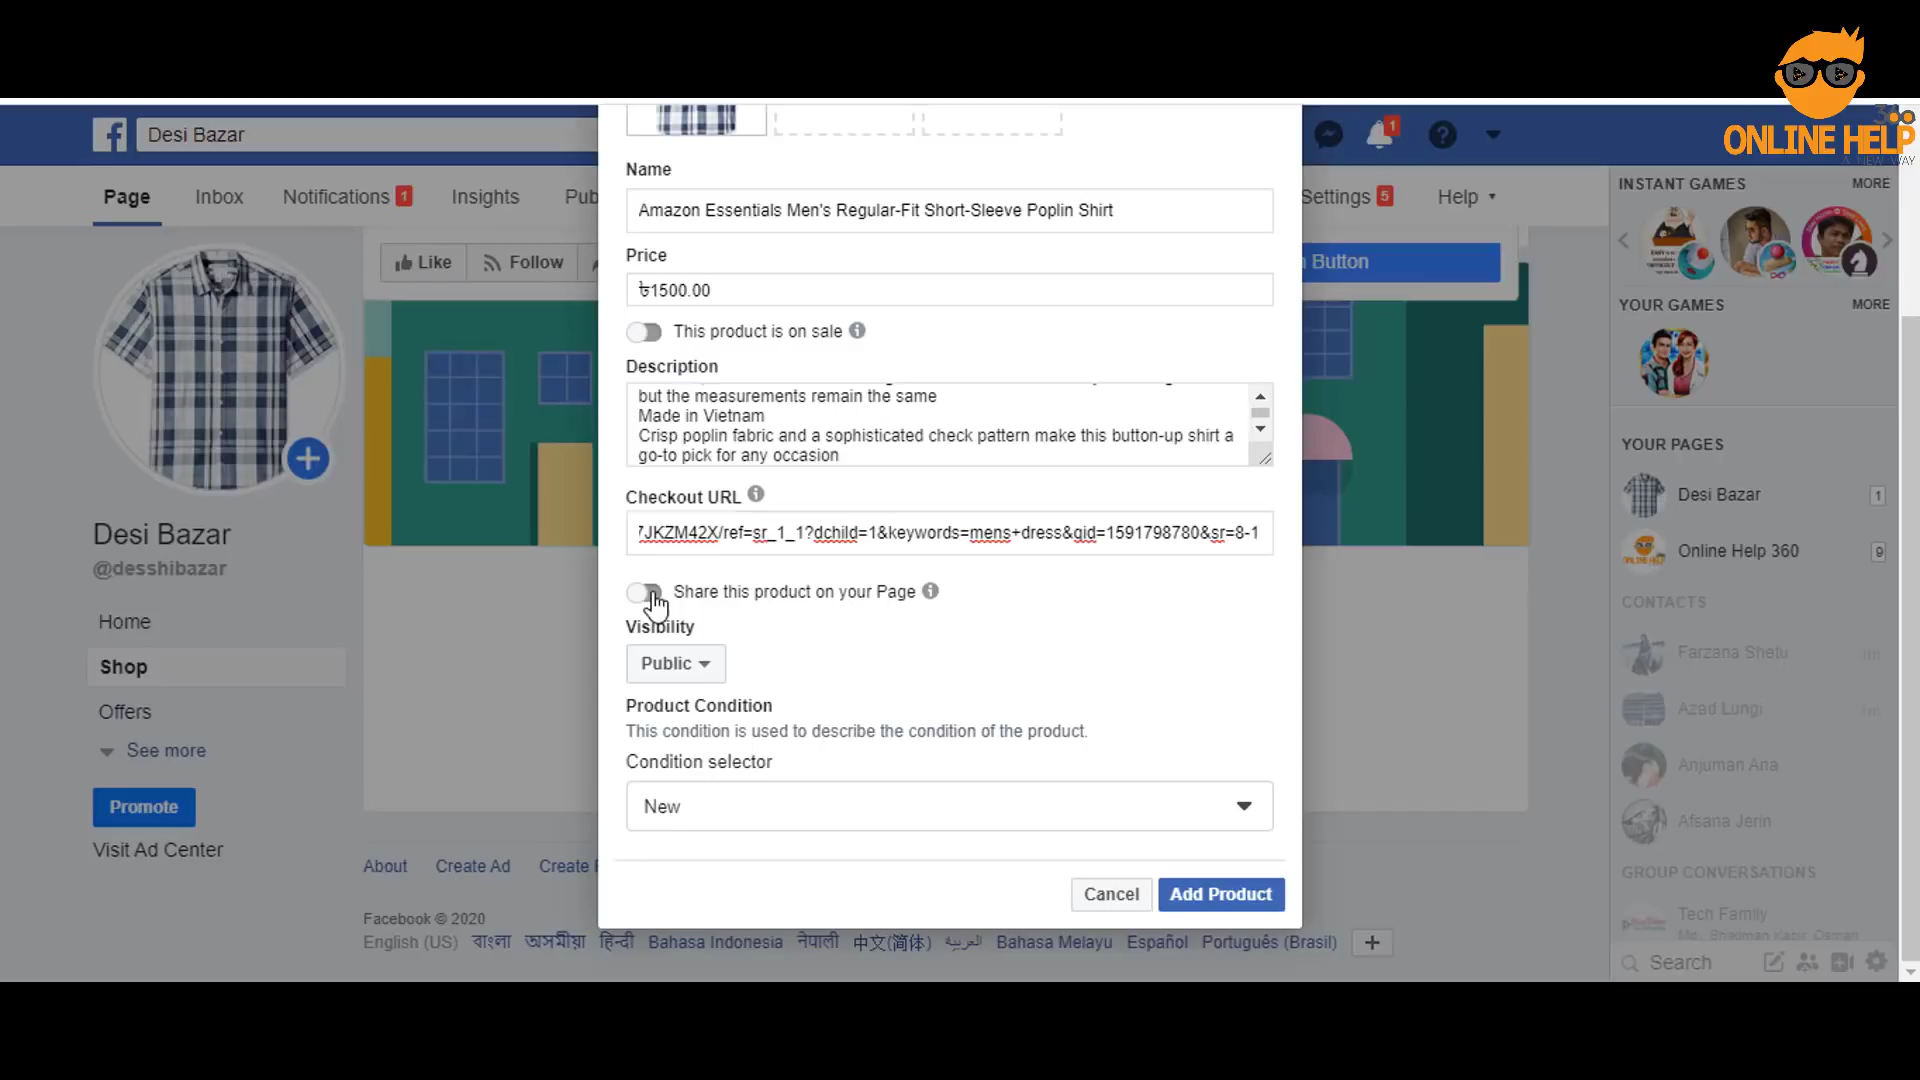 ONLINE HELP
A NEW WAY
Desi Bazar
1
Page
Inbox
Notifications 1
Insights
Pub
Settings 5
Help
Like
Follow
n Button
Desi Bazar
@desshibazar
Home
Shop
Offers
See more
Promote
Visit Ad Center
Name
Amazon Essentials Men's Regular-Fit Short-Sleeve Poplin Shirt
Price
৳1500.00
This product is on sale
Description
but the measurements remain the same
Made in Vietnam
Crisp poplin fabric and a sophisticated check pattern make this button-up shirt a
go-to pick for any occasion
Checkout URL
7JKZM42X/ref=sr_1_1?dchild=1&keywords=mens+dress&qid=1591798780&sr=8-1
Share this product on your Page
Visibility
Public
Product Condition
This condition is used to describe the condition of the product.
Condition selector
New
Cancel
Add Product
About
Create Ad
Create
Facebook © 2020
English (US) বাংলা অসমীয়া हिन्दी Bahasa Indonesia नेपाली 中文(简体) العربية Bahasa Melayu Español Português (Brasil)
INSTANT GAMES
MORE
YOUR GAMES
MORE
YOUR PAGES
Desi Bazar
1
Online Help 360
9
CONTACTS
Farzana Shetu
Azad Lungi
Anjuman Ana
Afsana Jerin
GROUP CONVERSATIONS
Tech Family
Search